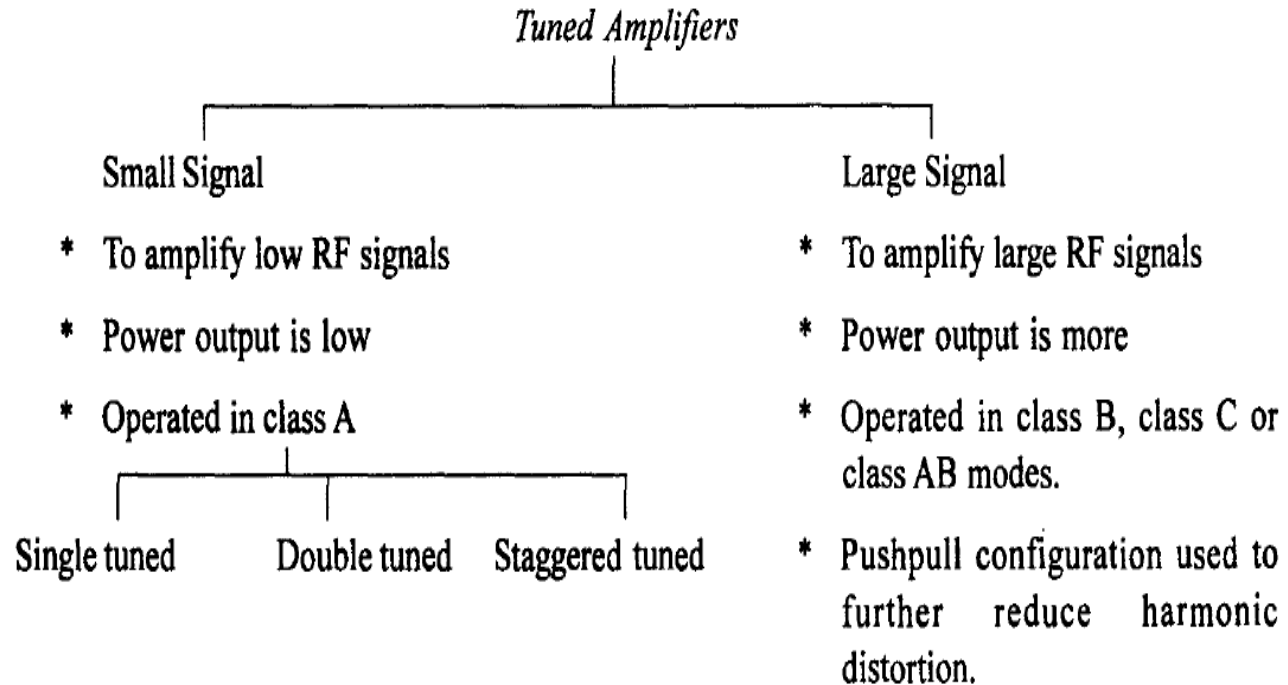 Tuned Amplifiers
Small Signal
* To amplify low RF signals
* Power output is low
* Operated in class A
Single tuned Double tuned Staggered tuned
Large Signal
* To amplify large RF signals
* Power output is more
* Operated in class B, class C or
class AB modes.
* Pushpull configuration used to
further reduce harmonic
distortion.